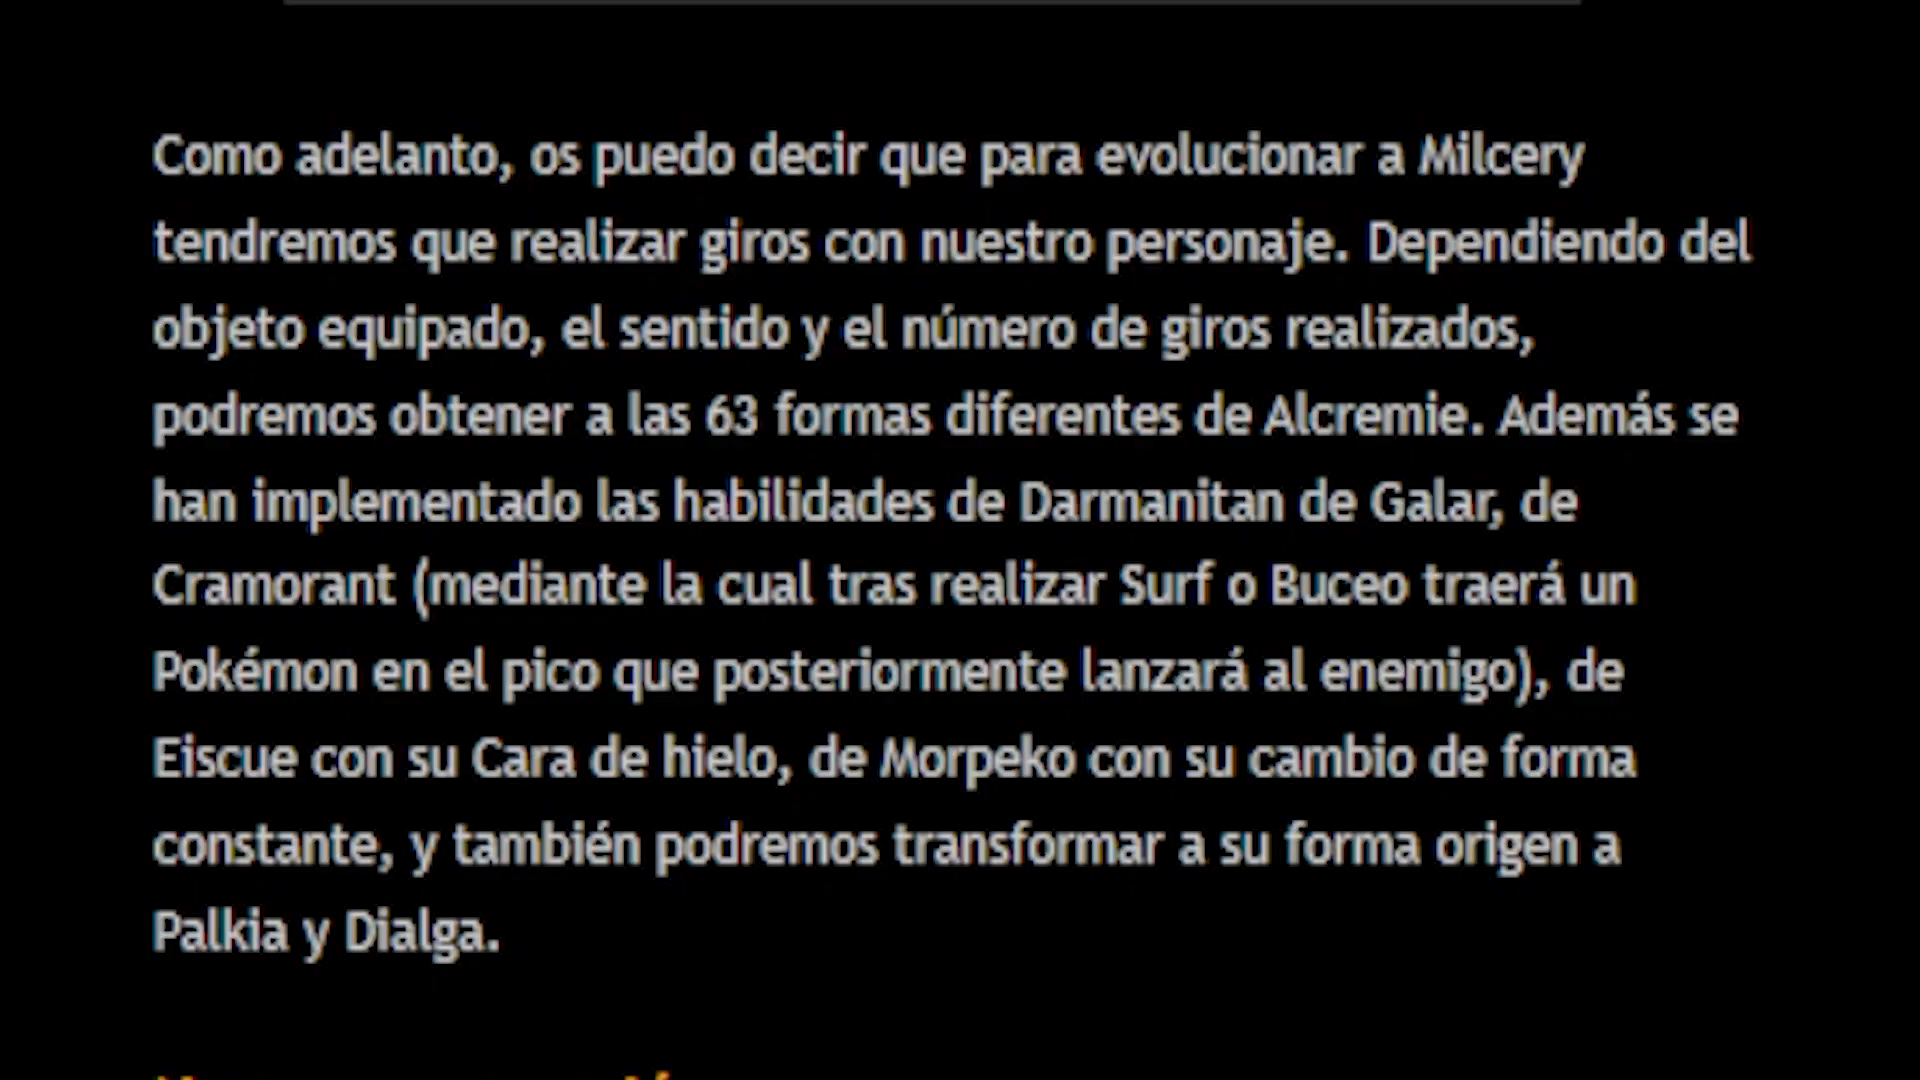 Como adelanto, os puedo decir que para evolucionar a Milcery
tendremos que realizar giros con nuestro personaje. Dependiendo del
objeto equipado, el sentido y el número de giros realizados,
podremos obtener a las 63 formas diferentes de Alcremie. Además se
han implementado las habilidades de Darmanitan de Galar, de
Cramorant (mediante la cual tras realizar Surf o Buceo traerá un
Pokémon en el pico que posteriormente lanzará al enemigo), de
Eiscue con su Cara de hielo, de Morpeko con su cambio de forma
constante, y también podremos transformar a su forma origen a
Palkia y Dialga.